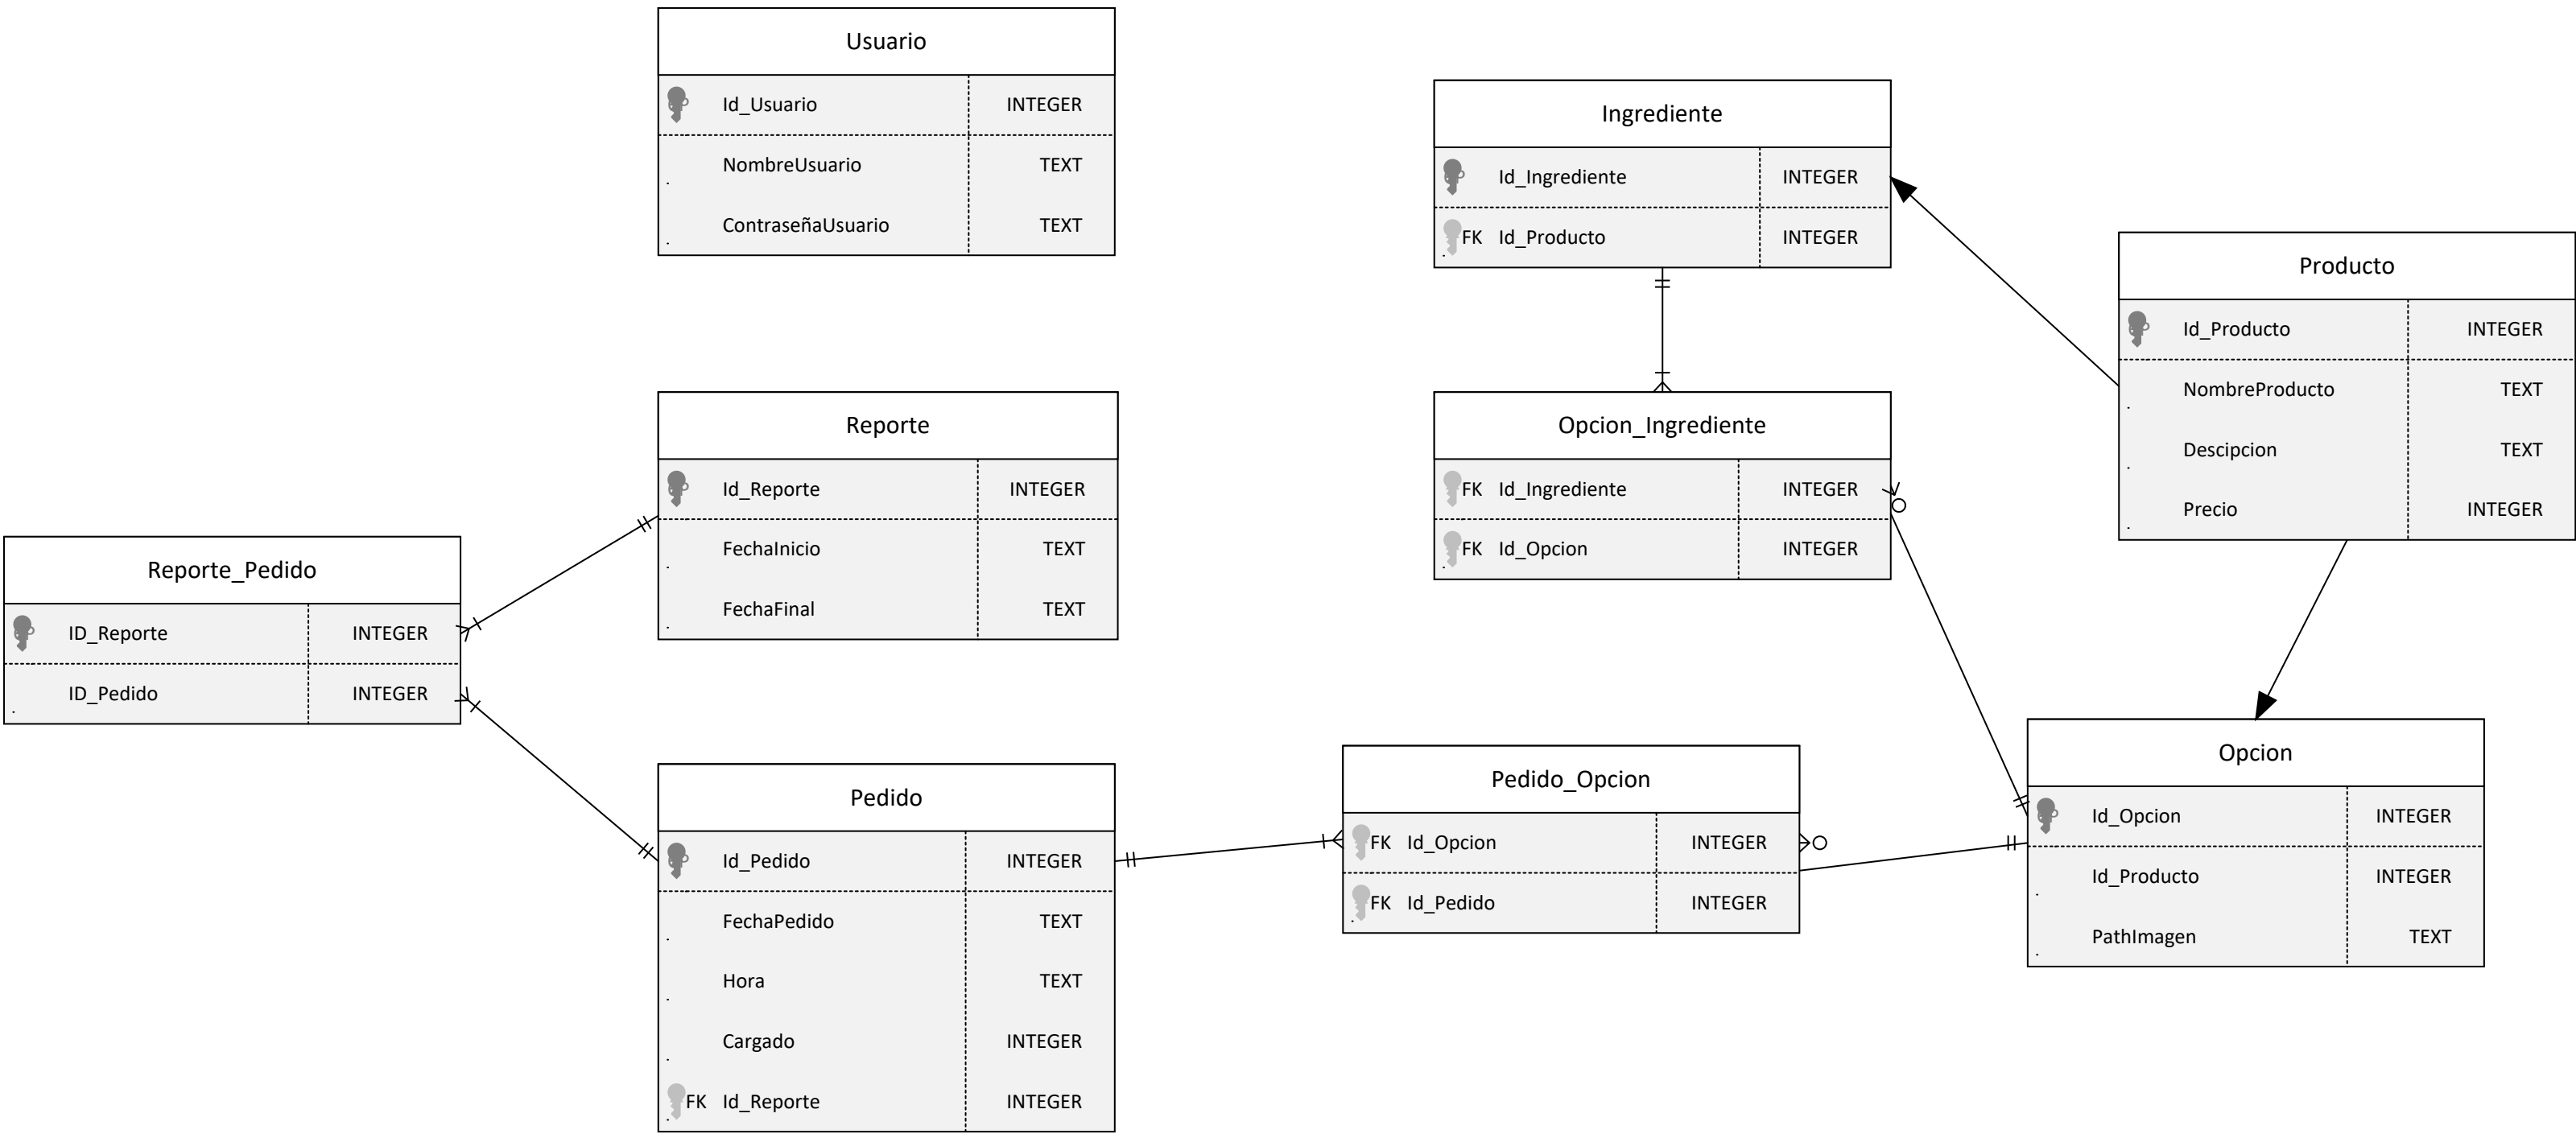 Usuario
Id_Usuario INTEGER
NombreUsuario TEXT
ContraseñaUsuario TEXT
Ingrediente
Id_Ingrediente INTEGER
FK Id_Producto INTEGER
Producto
Id_Producto INTEGER
NombreProducto TEXT
Descipcion TEXT
Precio INTEGER
Reporte
Id_Reporte INTEGER
FechaInicio TEXT
FechaFinal TEXT
Opcion_Ingrediente
FK Id_Ingrediente INTEGER
FK Id_Opcion INTEGER
Reporte_Pedido
ID_Reporte INTEGER
ID_Pedido INTEGER
Pedido
Id_Pedido INTEGER
FechaPedido TEXT
Hora TEXT
Cargado INTEGER
FK Id_Reporte INTEGER
Pedido_Opcion
FK Id_Opcion INTEGER
FK Id_Pedido INTEGER
Opcion
Id_Opcion INTEGER
Id_Producto INTEGER
PathImagen TEXT